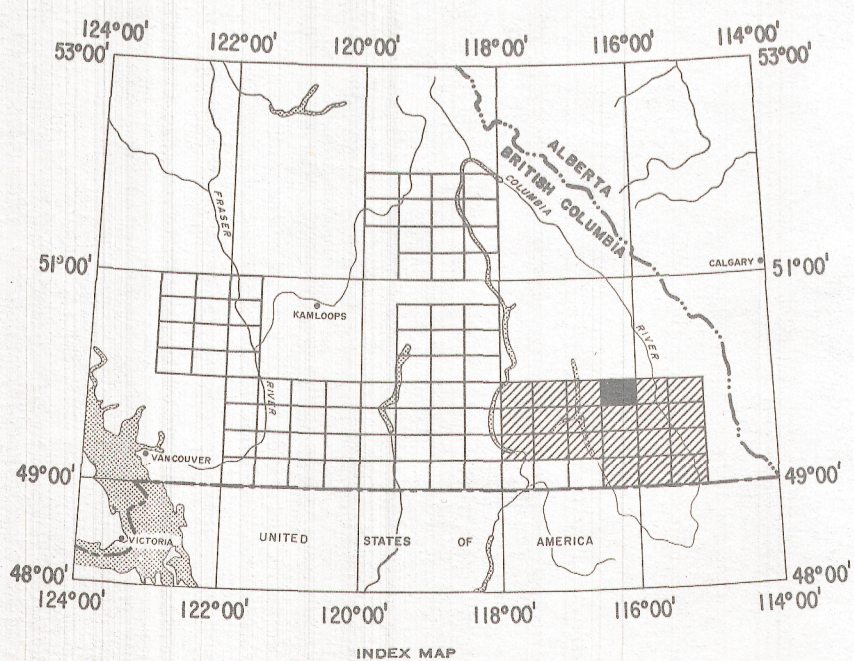 124°00' 122°00' 120°00' 118°00' 116°00' 114°00'
53°00' 53°00'
ALBERTA
BRITISH COLUMBIA
COLUMBIA
RIVER
FRASER
RIVER
51°00' 51°00'
CALGARY
KAMLOOPS
VANCOUVER
49°00' 49°00'
VICTORIA
UNITED STATES OF AMERICA
48°00' 48°00'
124°00' 122°00' 120°00' 118°00' 116°00' 114°00'
INDEX MAP